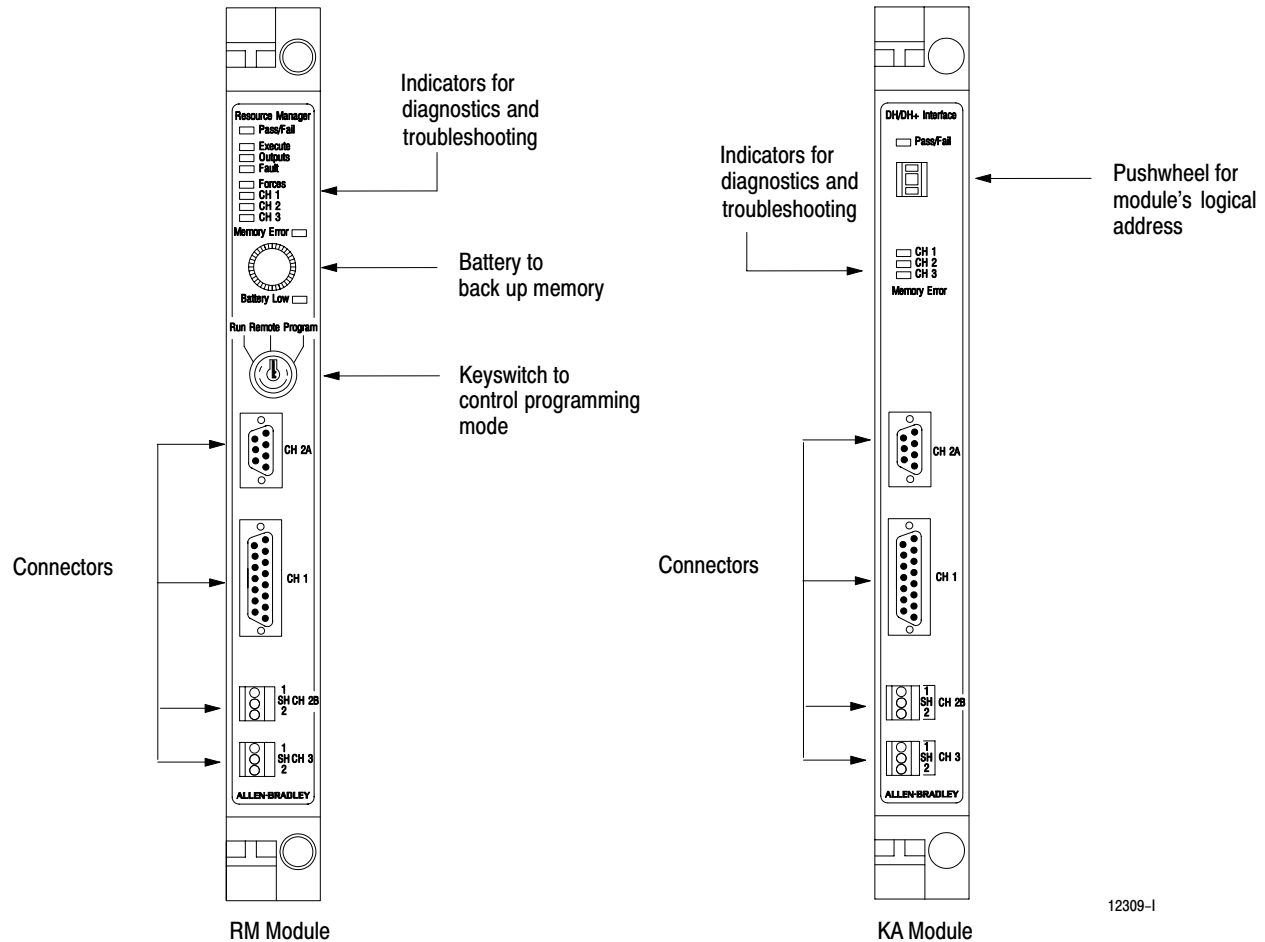 Indicators for
diagnostics and
troubleshooting
Resource Manager
Pass/Fail
Execute
Outputs
Fault
Forces
CH 1
CH 2
CH 3
Memory Error
Battery to
back up memory
Battery Low
Run Remote Program
Keyswitch to
control programming
mode
CH 2A
Connectors
CH 1
1
SH CH 2B
2
1
SH CH 3
2
ALLEN-BRADLEY
RM Module
DH/DH+ Interface
Pass/Fail
Indicators for
diagnostics and
troubleshooting
Pushwheel for
module's logical
address
CH 1
CH 2
CH 3
Memory Error
CH 2A
Connectors
CH 1
1
SH CH 2B
2
1
SH CH 3
2
ALLEN-BRADLEY
KA Module
12309–I